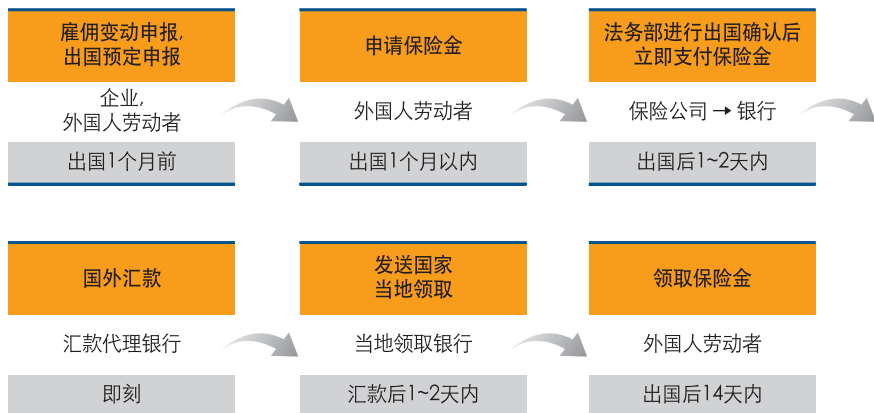 雇佣变动申报,
出国预定申报
企业,
外国人劳动者
出国1个月前
申请保险金
外国人劳动者
出国1个月以内
法务部进行出国确认后
立即支付保险金
保险公司 → 银行
出国后1~2天内
国外汇款
汇款代理银行
即刻
发送国家
当地领取
当地领取银行
汇款后1~2天内
领取保险金
外国人劳动者
出国后14天内